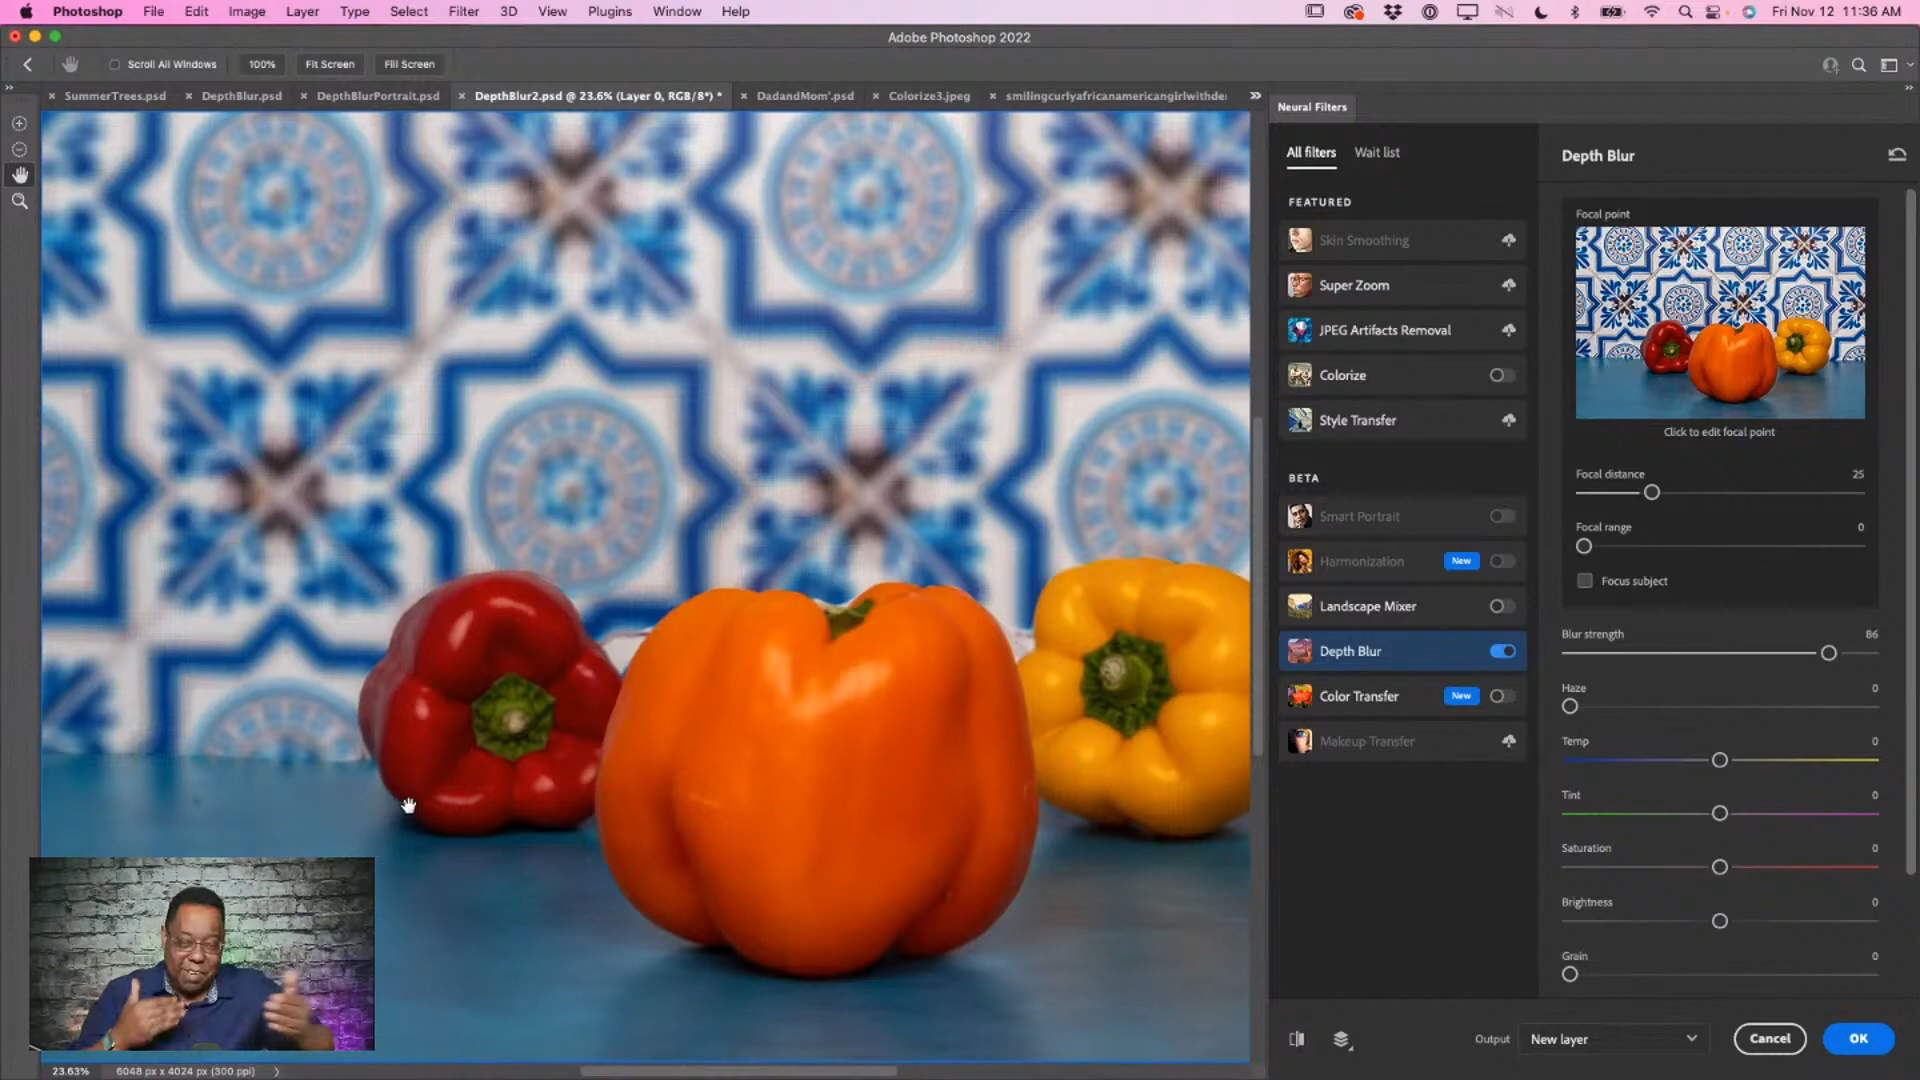 Photoshop File Edit Image Layer Type Select Filter 3D View Plugins Window Help Fri Nov 12 11:36 AM
Adobe Photoshop 2022
Scroll All Windows 100% Fit Screen Fill Screen
SummerTrees.psd DepthBlur.psd DepthBlurPortrait.psd DepthBlur2.psd @ 23.6% (Layer 0, RGB/8*) * DadandMom'.psd Colorize3.jpeg smilingcurlyafricanamericangirlwithde
Neural Filters
All filters Wait list
FEATURED
Skin Smoothing
Super Zoom
JPEG Artifacts Removal
Colorize
Style Transfer
BETA
Smart Portrait
Harmonization New
Landscape Mixer
Depth Blur
Color Transfer New
Makeup Transfer
Depth Blur
Focal point
Click to edit focal point
Focal distance 25
Focal range 0
Focus subject
Blur strength 86
Haze 0
Temp 0
Tint 0
Saturation 0
Brightness 0
Grain 0
Output New layer Cancel OK
23.63% 6048 px x 4024 px (300 ppi)